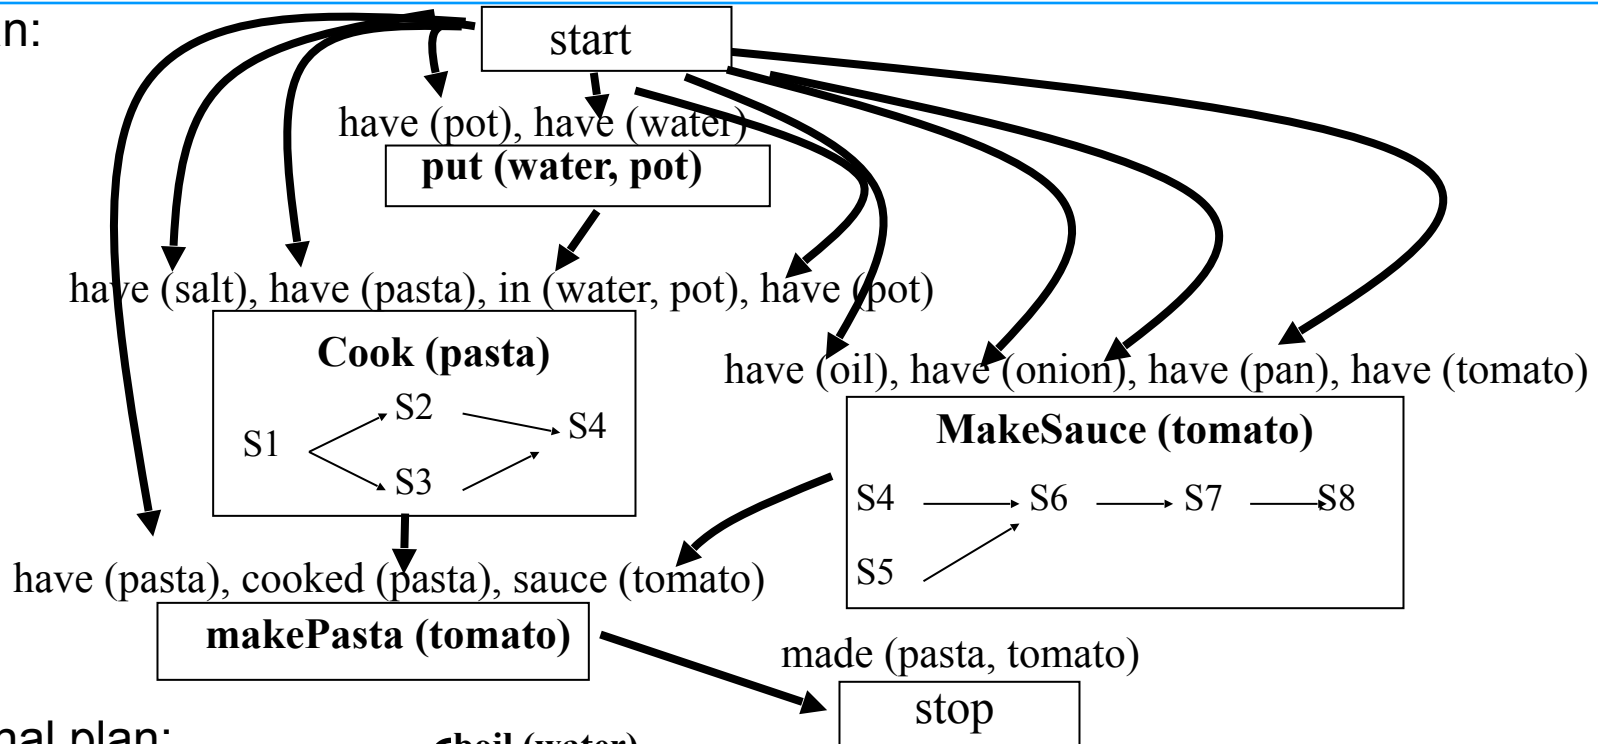 n:
start
have (pot), have (water)
put (water, pot)
have (salt), have (pasta), in (water, pot), have (pot)
Cook (pasta)
S1
S2
S3
S4
have (oil), have (onion), have (pan), have (tomato)
MakeSauce (tomato)
S4
S6
S7
S8
S5
have (pasta), cooked (pasta), sauce (tomato)
makePasta (tomato)
made (pasta, tomato)
stop
nal plan:
boil (water)